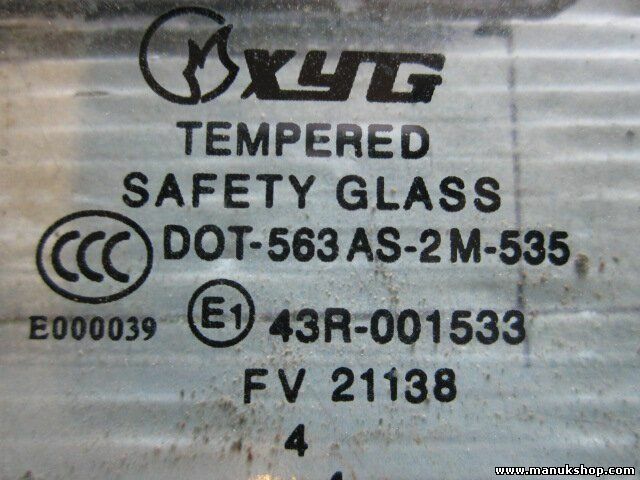 XYG
TEMPERED
SAFETY GLASS
CCC DOT-563 AS-2 M-535
E000039 E1 43R-001533
FV 21138
4
www.manukshop.com